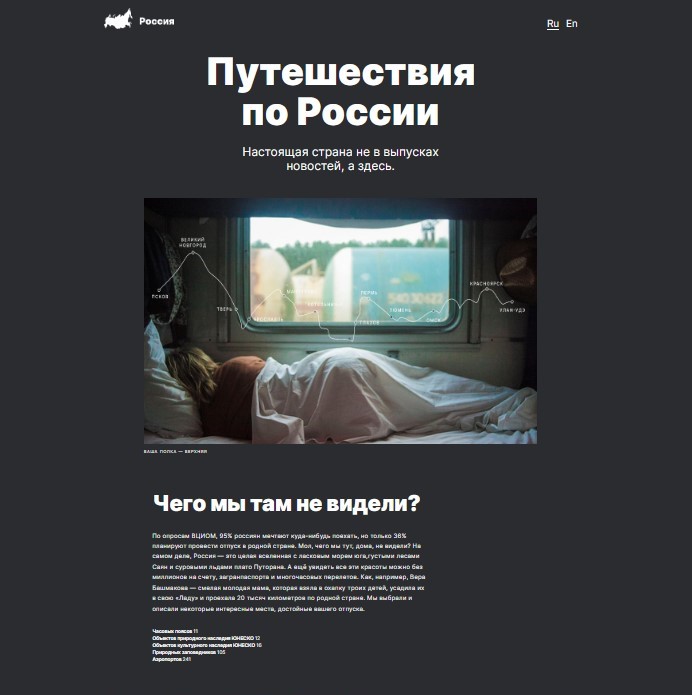 Россия
Ru En
Путешествия
по России
Настоящая страна не в выпусках
новостей, а здесь.
ВЕЛИКИЙ
НОВГОРОД
ПСКОВ
ТВЕРЬ
ЯРОСЛАВЛЬ
ПЕРМЬ
ГЛАЗОВ
ТЮМЕНЬ
ОМСК
КРАСНОЯРСК
УЛАН-УДЭ
ВАША ПОЛКА — ВЕРХНЯЯ
Чего мы там не видели?
По опросам ВЦИОМ, 95% россиян мечтают куда-нибудь поехать, но только 36%
планируют провести отпуск в родной стране. Мол, чего мы тут, дома, не видели? На
самом деле, Россия — это целая вселенная с ласковым морем юга,густыми лесами
Саян и суровыми льдами плато Путорана. А ещё увидеть все эти красоты можно без
миллионов на счету, загранпаспорта и многочасовых перелетов. Как, например, Вера
Башмакова — смелая молодая мама, которая взяла в охапку троих детей, усадила их
в свою «Ладу» и проехала 20 тысяч километров по родной стране. Мы выбрали и
описали некоторые интересные места, достойные вашего отпуска.
Часовых поясов 11
Объектов природного наследия ЮНЕСКО 12
Объектов культурного наследия ЮНЕСКО 16
Природных заповедников 105
Аэропортов 241